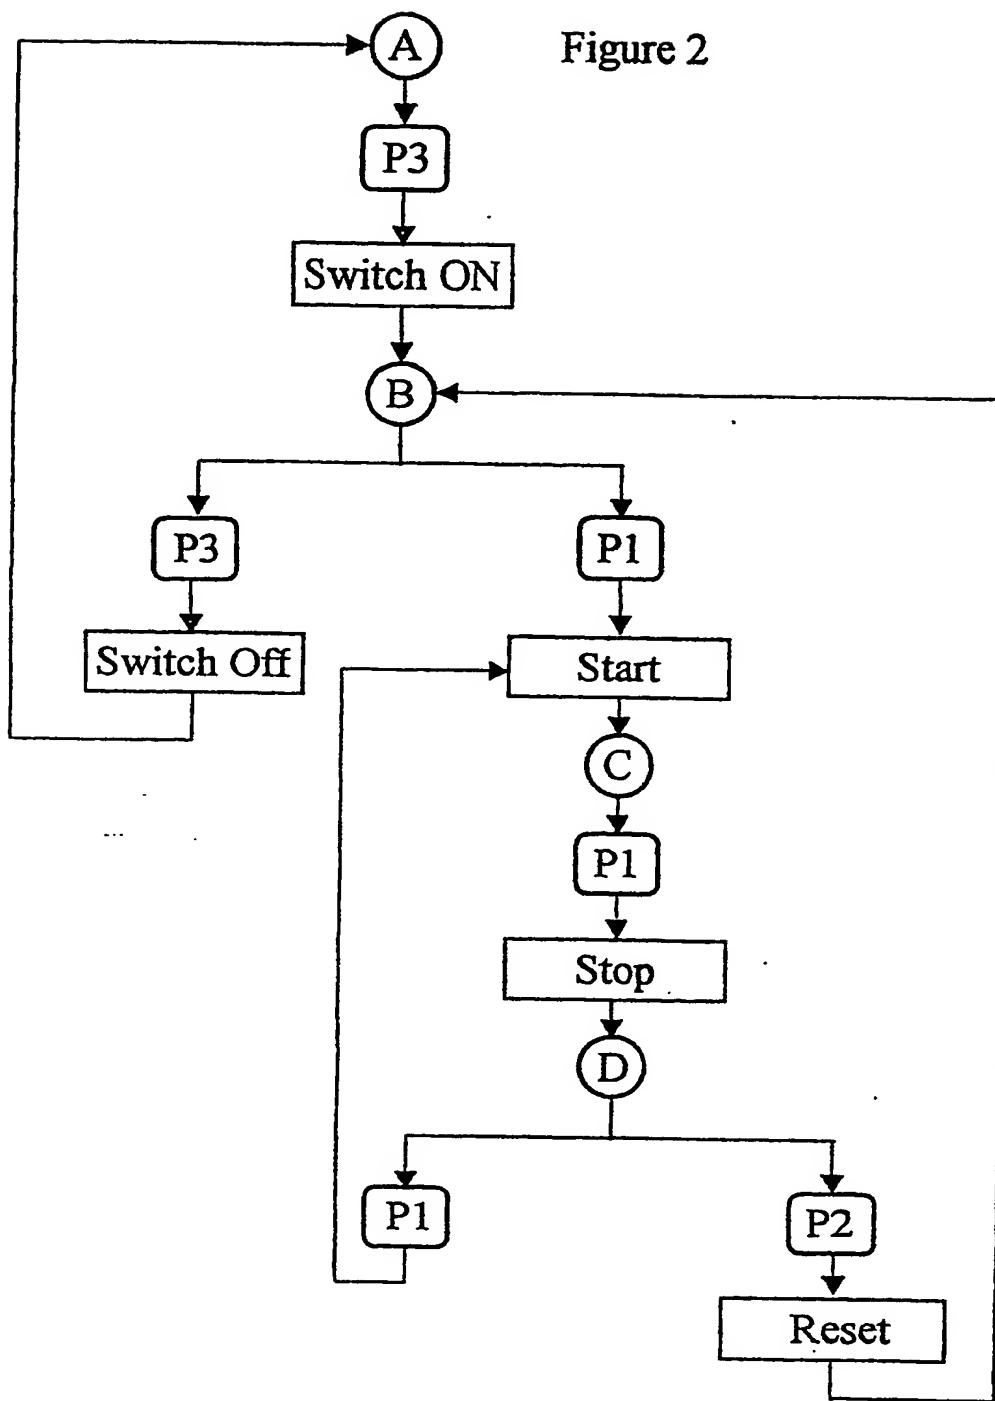 Figure 2
A
P3
Switch ON
B
P3
P1
Switch Off
Start
C
P1
Stop
D
P1
P2
Reset